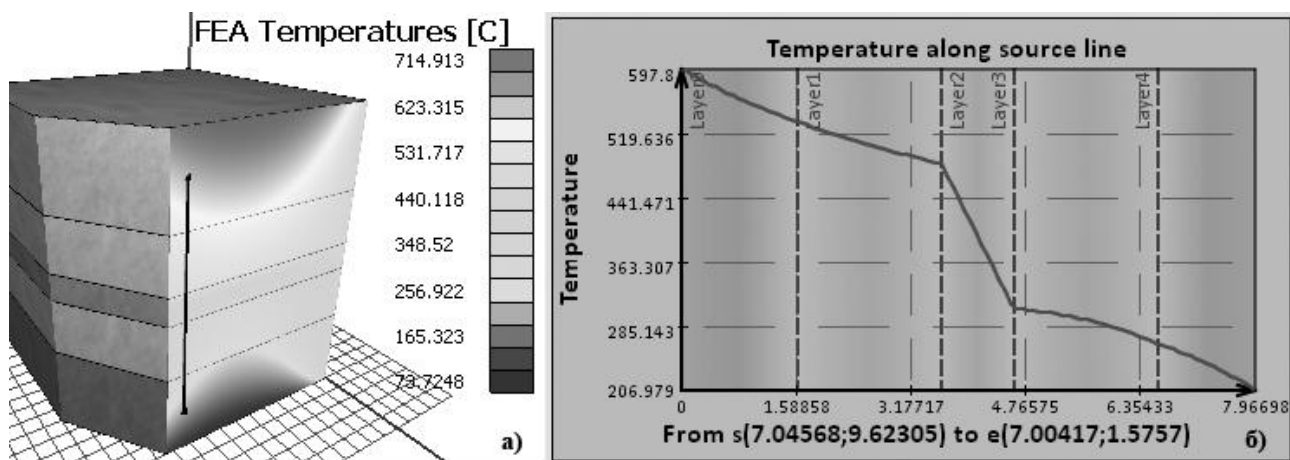 FEA Temperatures [C]
714.913
623.315
531.717
440.118
348.52
256.922
165.323
73.7248
а)
Temperature along source line
Temperature
597.8
519.636
441.471
363.307
285.143
206.979
Layer1
Layer2
Layer3
Layer4
0
1.58858
3.17717
4.76575
6.35433
7.96698
From s(7.04568;9.62305) to e(7.00417;1.5757)
б)